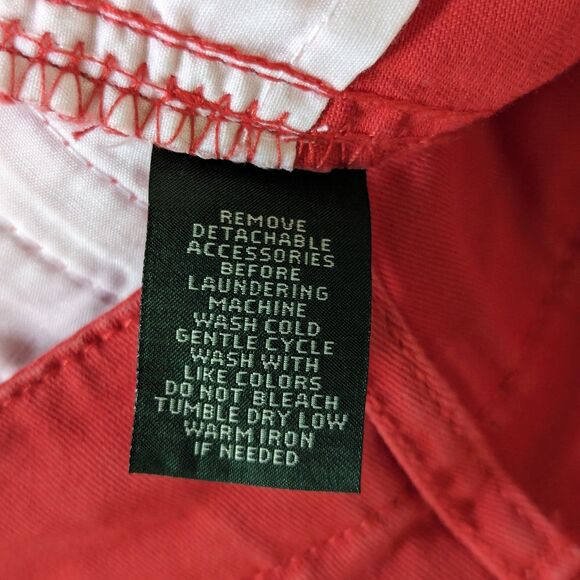 REMOVE
DETACHABLE
ACCESSORIES
BEFORE
LAUNDERING
MACHINE
WASH COLD
GENTLE CYCLE
WASH WITH
LIKE COLORS
DO NOT BLEACH
TUMBLE DRY LOW
WARM IRON
IF NEEDED